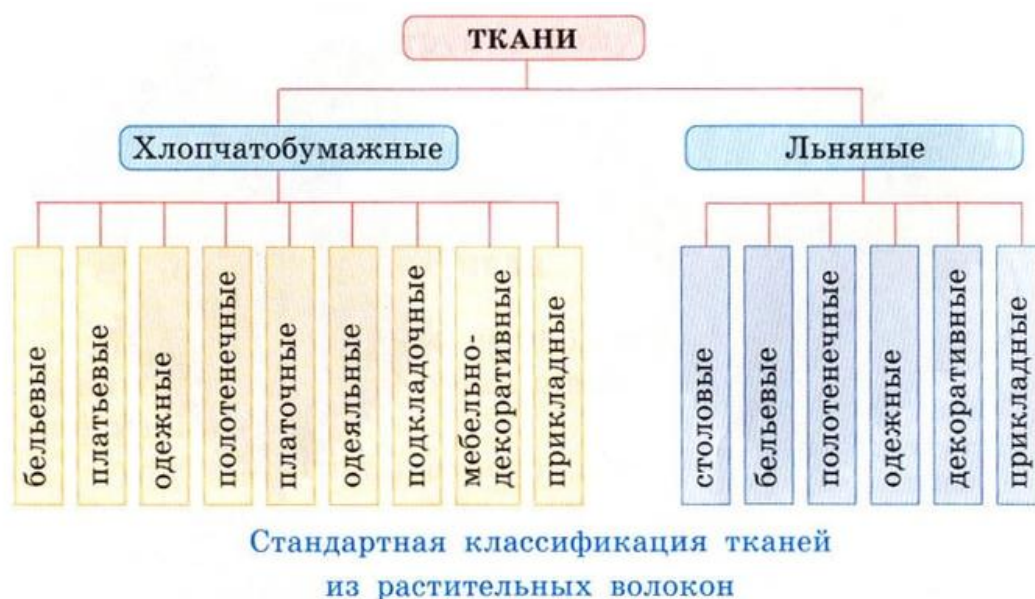 ТКАНИ
Хлопчатобумажные
Льняные
бельевые
платьевые
одежные
полотенечные
платочные
одеяльные
подкладочные
мебельно-
декоративные
прикладные
столовые
бельевые
полотенечные
одежные
декоративные
прикладные
Стандартная классификация тканей
из растительных волокон